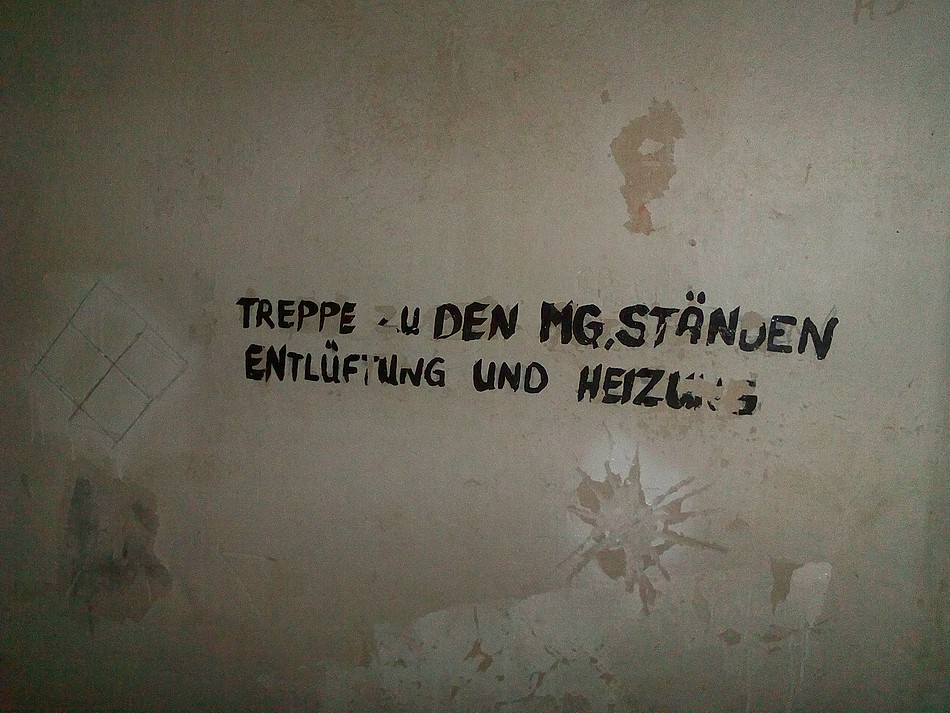 TREPPE ZU DEN MG.STÄNDEN
ENTLÜFTUNG UND HEIZUNG